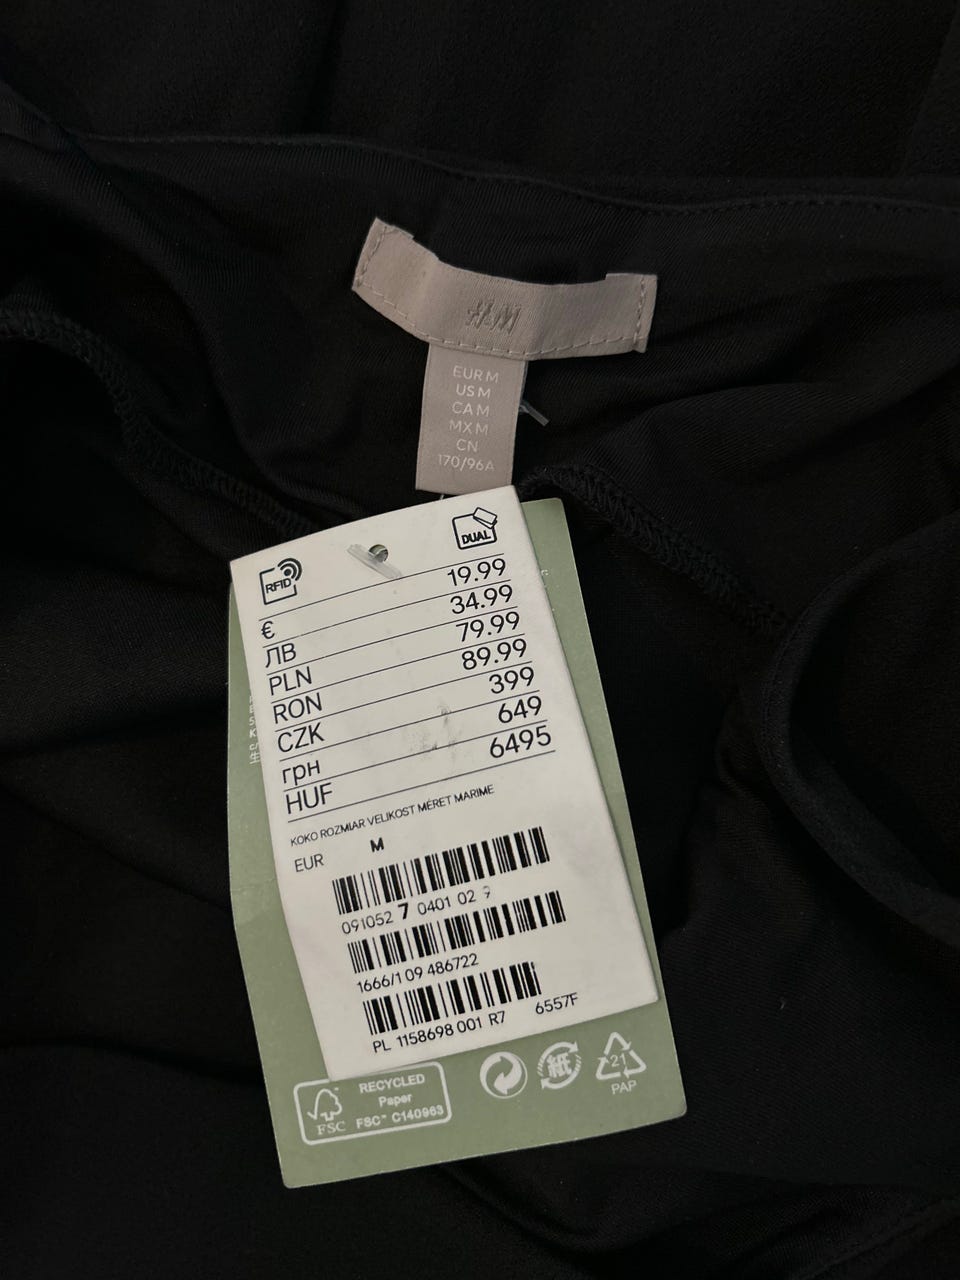 H&M
EUR M
US M
CA M
MX M
CN
170/96A
RFID
DUAL
€ 19.99
ЛВ 34.99
PLN 79.99
RON 89.99
CZK 399
грн 649
HUF 6495
KOKO ROZMIAR VELIKOST MÉRET MARIME
EUR M
091052 7 0401 02 9
1666/1 09 486722
PL 1158698 001 R7 6557F
FSC
RECYCLED
Paper
FSC™ C140963
紙
21
PAP